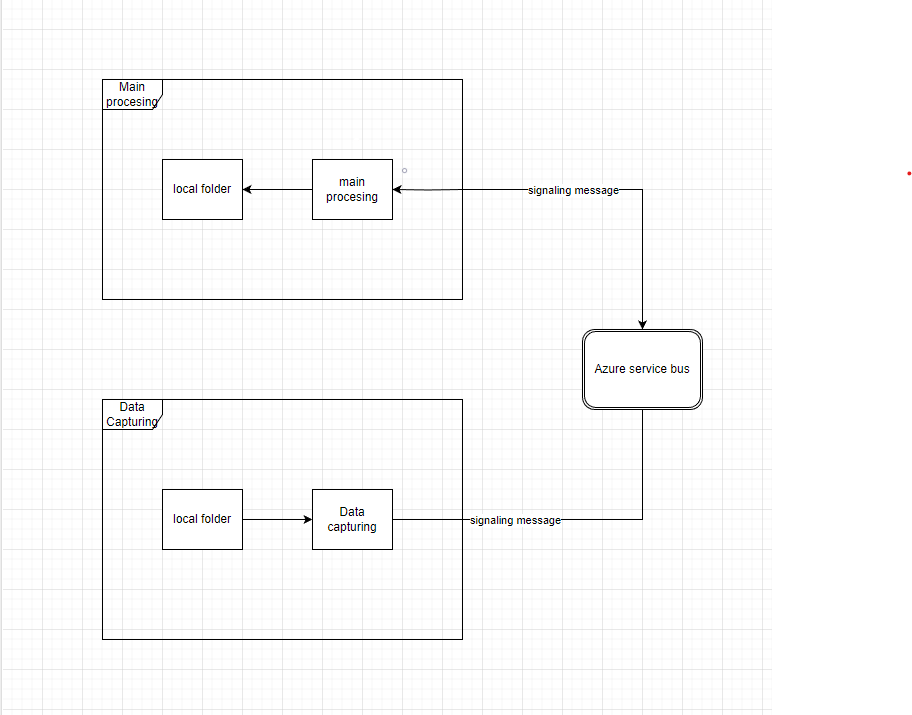 Main
procesing
local folder
main
procesing
signaling message
Azure service bus
Data
Capturing
local folder
Data
capturing
signaling message